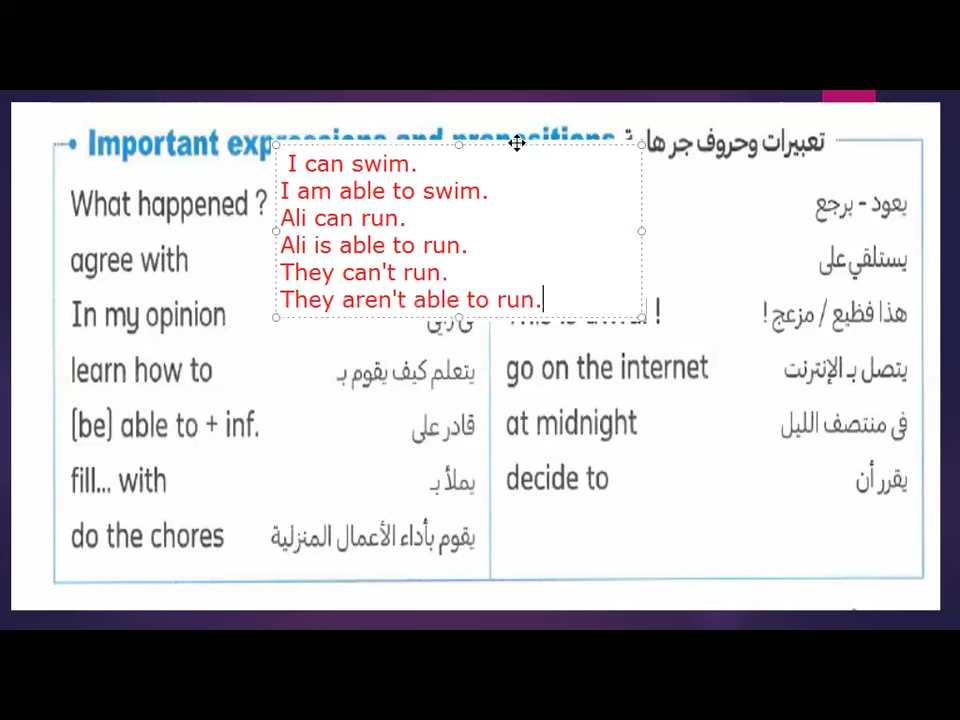 Important expressions and prepositions تعبيرات وحروف جر هامة
I can swim.
I am able to swim.
Ali can run.
Ali is able to run.
They can't run.
They aren't able to run.
What happened ?
agree with
In my opinion
learn how to يتعلم كيف يقوم بـ
(be) able to + inf. قادر على
fill... with يملأ بـ
do the chores يقوم بأداء الأعمال المنزلية
يعود - يرجع
يستلقي على
! هذا فظيع / مزعج !
go on the internet يتصل بـ الإنترنت
at midnight فى منتصف الليل
decide to يقرر أن